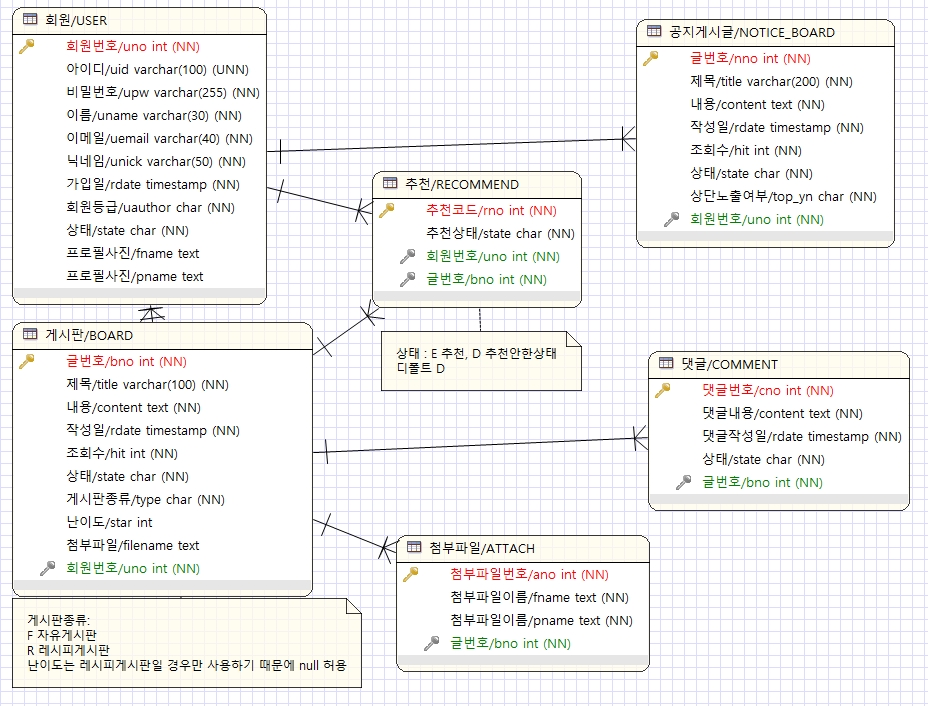 회원/USER
회원번호/uno int (NN)
아이디/uid varchar(100) (UNN)
비밀번호/upw varchar(255) (NN)
이름/uname varchar(30) (NN)
이메일/uemail varchar(40) (NN)
닉네임/unick varchar(50) (NN)
가입일/rdate timestamp (NN)
회원등급/uauthor char (NN)
상태/state char (NN)
프로필사진/fname text
프로필사진/pname text
공지게시글/NOTICE_BOARD
글번호/nno int (NN)
제목/title varchar(200) (NN)
내용/content text (NN)
작성일/rdate timestamp (NN)
조회수/hit int (NN)
상태/state char (NN)
상단노출여부/top_yn char (NN)
회원번호/uno int (NN)
추천/RECOMMEND
추천코드/rno int (NN)
추천상태/state char (NN)
회원번호/uno int (NN)
글번호/bno int (NN)
상태 : E 추천, D 추천안한상태
디폴트 D
게시판/BOARD
글번호/bno int (NN)
제목/title varchar(100) (NN)
내용/content text (NN)
작성일/rdate timestamp (NN)
조회수/hit int (NN)
상태/state char (NN)
게시판종류/type char (NN)
난이도/star int
첨부파일/filename text
회원번호/uno int (NN)
게시판종류:
F 자유게시판
R 레시피게시판
난이도는 레시피게시판일 경우만 사용하기 때문에 null 허용
댓글/COMMENT
댓글번호/cno int (NN)
댓글내용/content text (NN)
댓글작성일/rdate timestamp (NN)
상태/state char (NN)
글번호/bno int (NN)
첨부파일/ATTACH
첨부파일번호/ano int (NN)
첨부파일이름/fname text (NN)
첨부파일이름/pname text (NN)
글번호/bno int (NN)